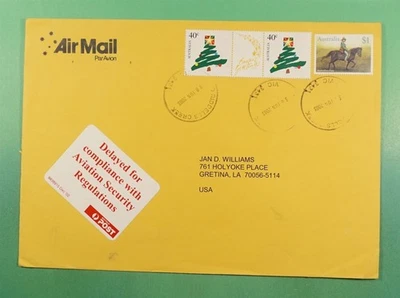 Air Mail
Par Avion
40c
40c
Australia
$1
Delayed for
compliance with
Aviation Security
Regulations
POST
JAN D. WILLIAMS
761 HOLYOKE PLACE
GRETINA, LA 70056-5114
USA